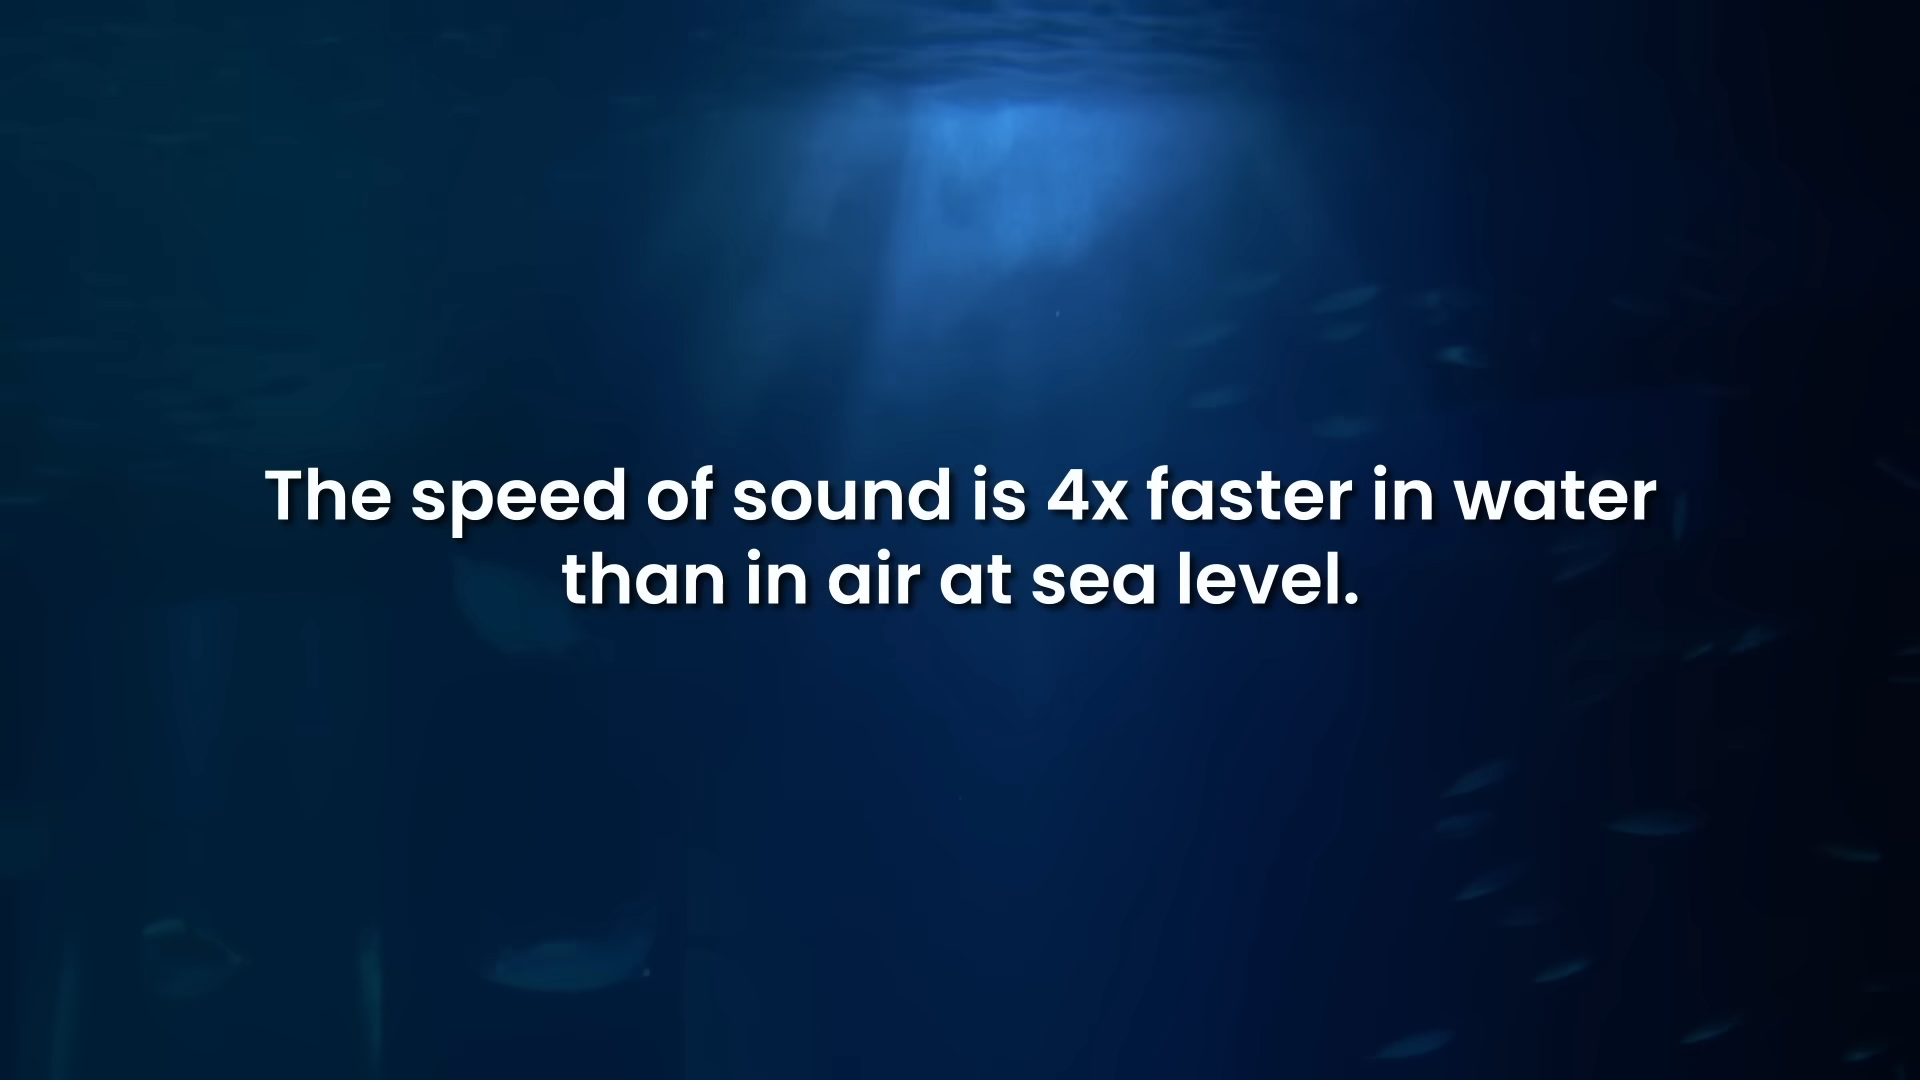 The speed of sound is 4x faster in water
than in air at sea level.